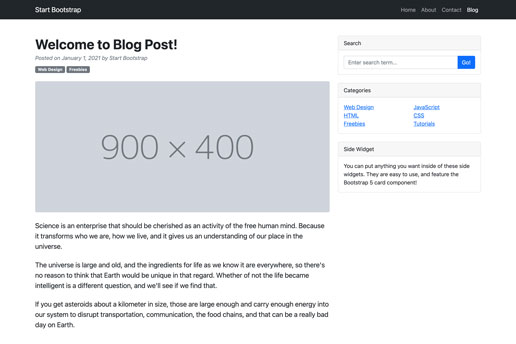 Start Bootstrap
Home About Contact Blog
Welcome to Blog Post!
Posted on January 1, 2021 by Start Bootstrap
Web Design Freebies
900 × 400
Science is an enterprise that should be cherished as an activity of the free human mind. Because
it transforms who we are, how we live, and it gives us an understanding of our place in the
universe.
The universe is large and old, and the ingredients for life as we know it are everywhere, so there's
no reason to think that Earth would be unique in that regard. Whether of not the life became
intelligent is a different question, and we'll see if we find that.
If you get asteroids about a kilometer in size, those are large enough and carry enough energy into
our system to disrupt transportation, communication, the food chains, and that can be a really bad
day on Earth.
Search
Enter search term... Go!
Categories
Web Design JavaScript
HTML CSS
Freebies Tutorials
Side Widget
You can put anything you want inside of these side
widgets. They are easy to use, and feature the
Bootstrap 5 card component!